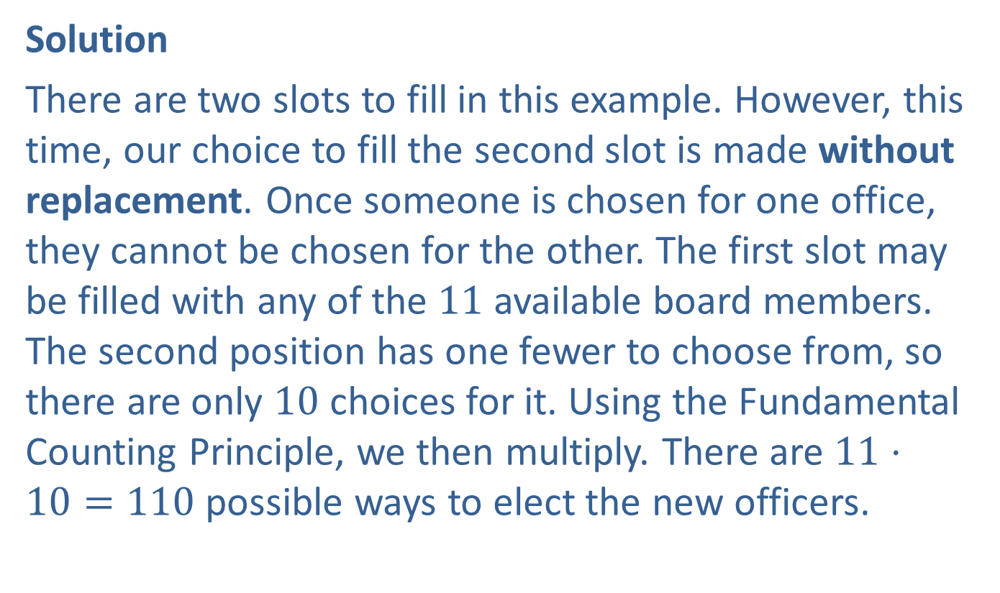 Solution
There are two slots to fill in this example. However, this
time, our choice to fill the second slot is made without
replacement. Once someone is chosen for one office,
they cannot be chosen for the other. The first slot may
be filled with any of the 11 available board members.
The second position has one fewer to choose from, so
there are only 10 choices for it. Using the Fundamental
Counting Principle, we then multiply. There are 11 ·
10 = 110 possible ways to elect the new officers.